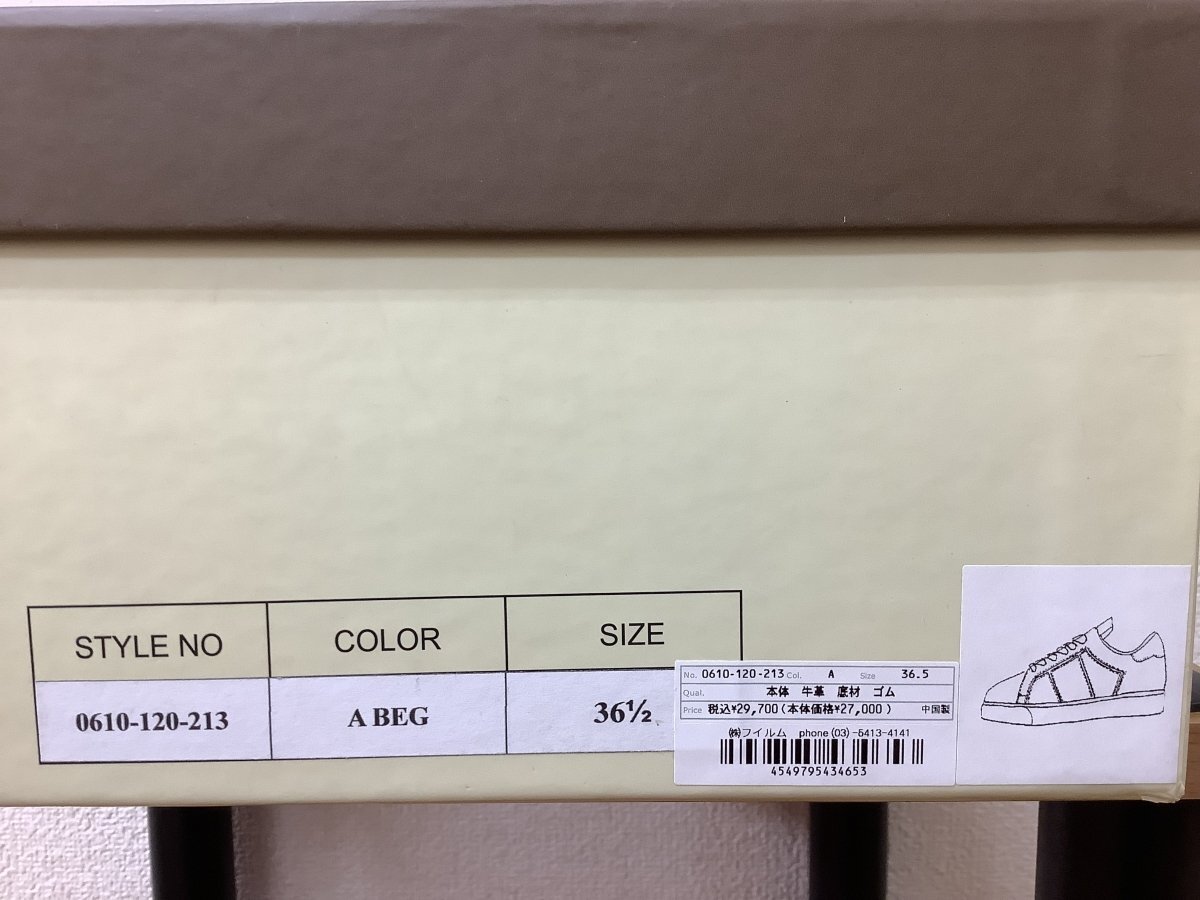 STYLE NO COLOR SIZE
0610-120-213 A BEG 36½
No. 0610-120-213 Col. A Size 36.5
Qual. 本体 牛革 底材 ゴム
Price 税込¥29,700(本体価格¥27,000) 中国製
㈱フイルム phone(03)-5413-4141
4549795434653